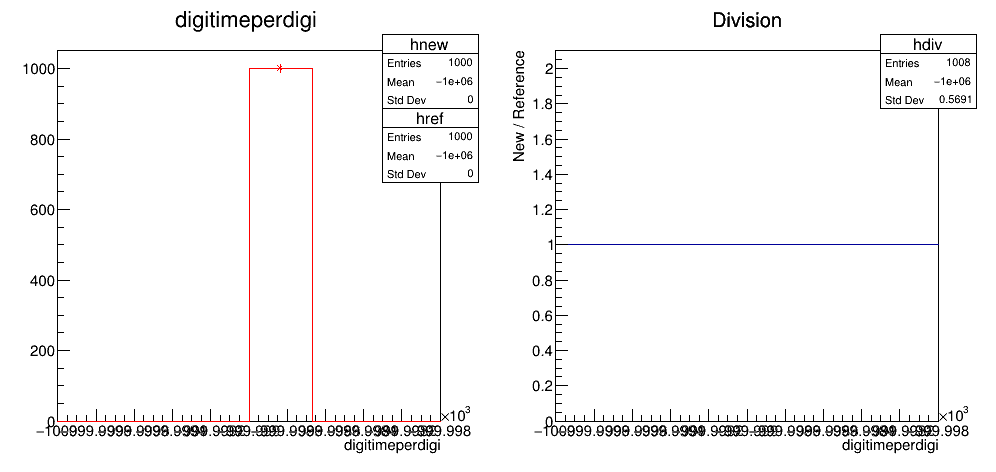 digitimeperdigi
hnew
Entries 1000
Mean −1e+06
Std Dev 0
href
Entries 1000
Mean −1e+06
Std Dev 0
1000
800
600
400
200
0
×10³
digitimeperdigi
Division
hdiv
Entries 1008
Mean −1e+06
Std Dev 0.5691
New / Reference
2
1.8
1.6
1.4
1.2
1
0.8
0.6
0.4
0.2
0
×10³
digitimeperdigi